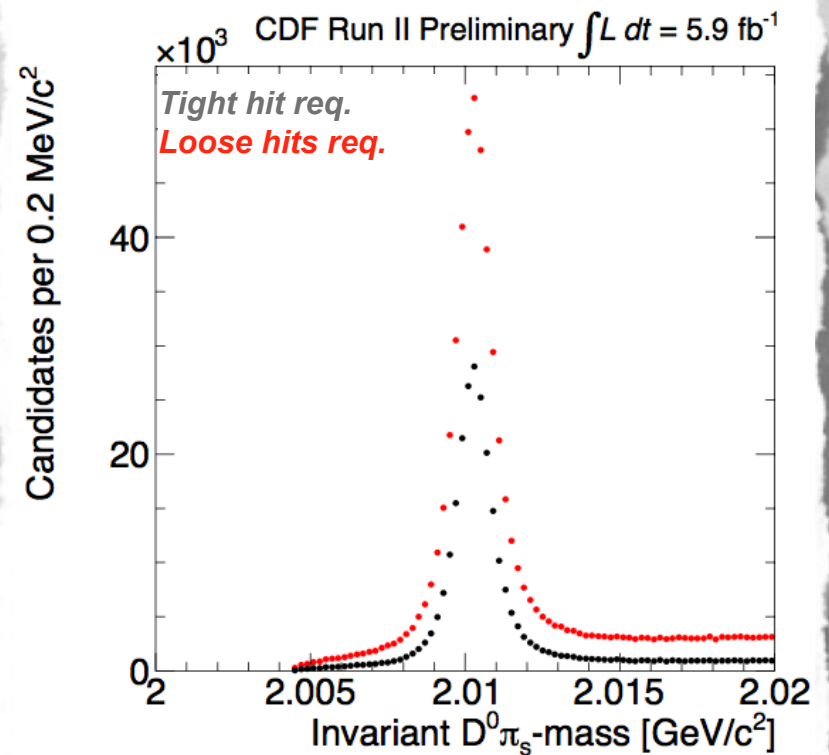 CDF Run II Preliminary ∫L dt = 5.9 fb⁻¹
×10³
Tight hit req.
Loose hits req.
Candidates per 0.2 MeV/c²
40
20
0
2 2.005 2.01 2.015 2.02
Invariant D⁰πₛ-mass [GeV/c²]